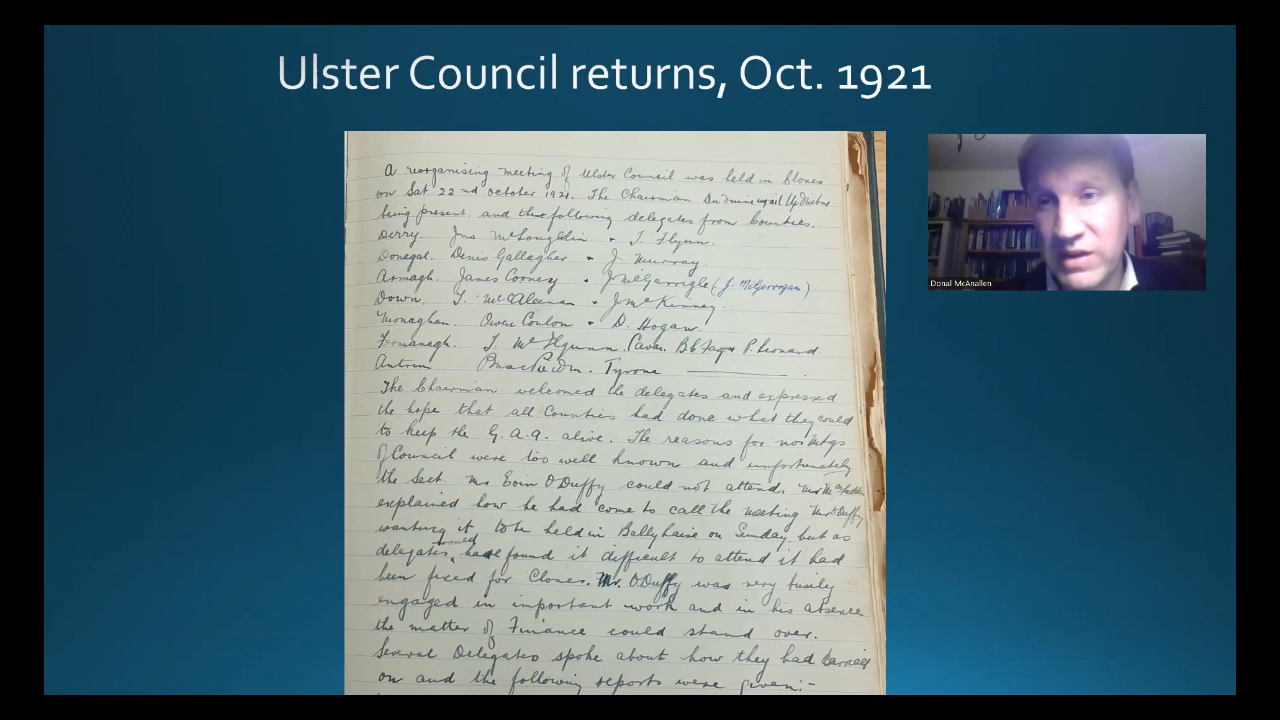 Ulster Council returns, Oct. 1921
A reorganising meeting of Ulster Council was held in Clones
on Sat 22nd October 1921. The Chairman
being present and the following delegates from Counties.
Derry. Jno McLoughlin + T. Flynn.
Donegal. Denis Gallagher + J. Murray.
Armagh. James Cooney + J McGarrigle (J. McGarrigan)
Down. T. McAleenan + J McKinney.
Monaghan. Owen Conlon + D. Hogan.
Fermanagh. T. Cavan. B.C. Fay P. Leonard.
Antrim Tyrone
The Chairman welcomed the delegates and expressed
the hope that all Counties had done what they could
to keep the G.A.A. alive. The reasons for no Mtgs
of Council were too well known and unfortunately
the Sect. Mr Eoin O Duffy could not attend. Mr
explained how he had come to call the meeting Mr O Duffy
wanting it to be held in Ballyhaise on Sunday but as
delegates would have found it difficult to attend it had
been fixed for Clones. Mr. O.Duffy was very busily
engaged in important work and in his absence
the matter of Finance could stand over.
Several Delegates spoke about how they had carried
on and the following reports were given:-
Donal McAnallen